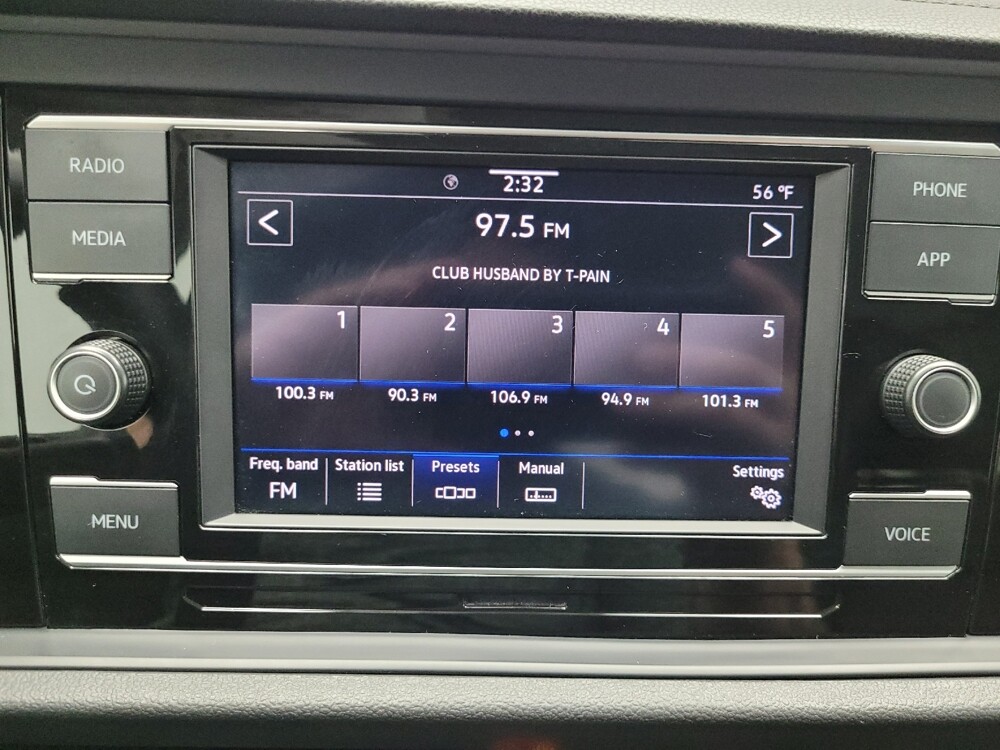 RADIO
MEDIA
MENU
2:32
56 °F
<
97.5 FM
>
CLUB HUSBAND BY T-PAIN
1 2 3 4 5
100.3 FM 90.3 FM 106.9 FM 94.9 FM 101.3 FM
Freq. band Station list Presets Manual Settings
FM
PHONE
APP
VOICE